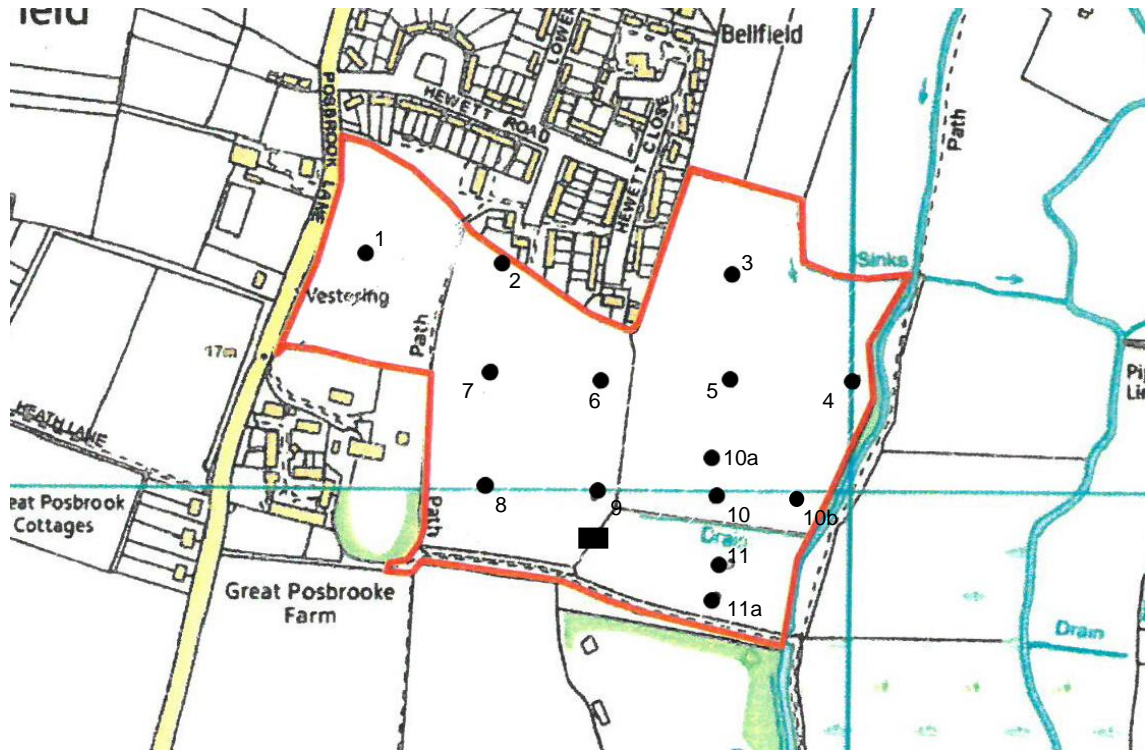 ield
Bellfield
LOWER
HEWETT ROAD
HEWETT CLOSE
POSBROOK LANE
Path
1
2
3
Sinks
Vestering
Path
17m
7
6
5
4
HEATH LANE
10a
eat Posbrook
Cottages
Path
8
9
10
10b
Drain
11
11a
Great Posbrooke
Farm
Drain